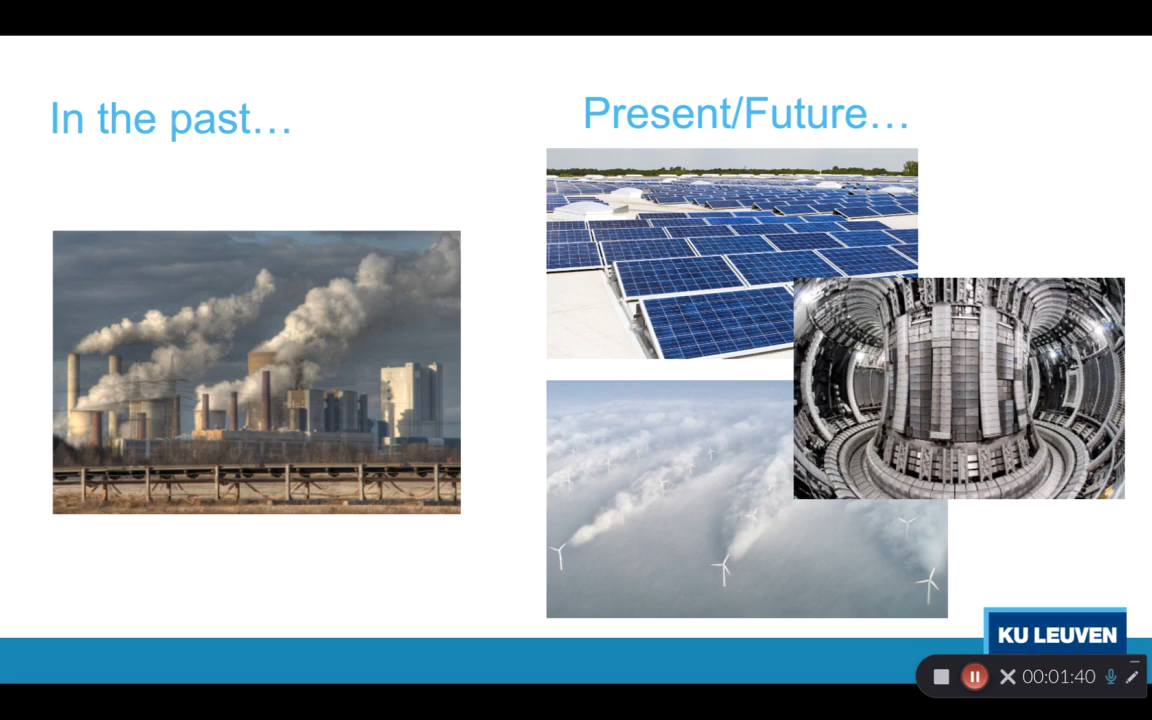 In the past…
Present/Future…
KU LEUVEN
00:01:40